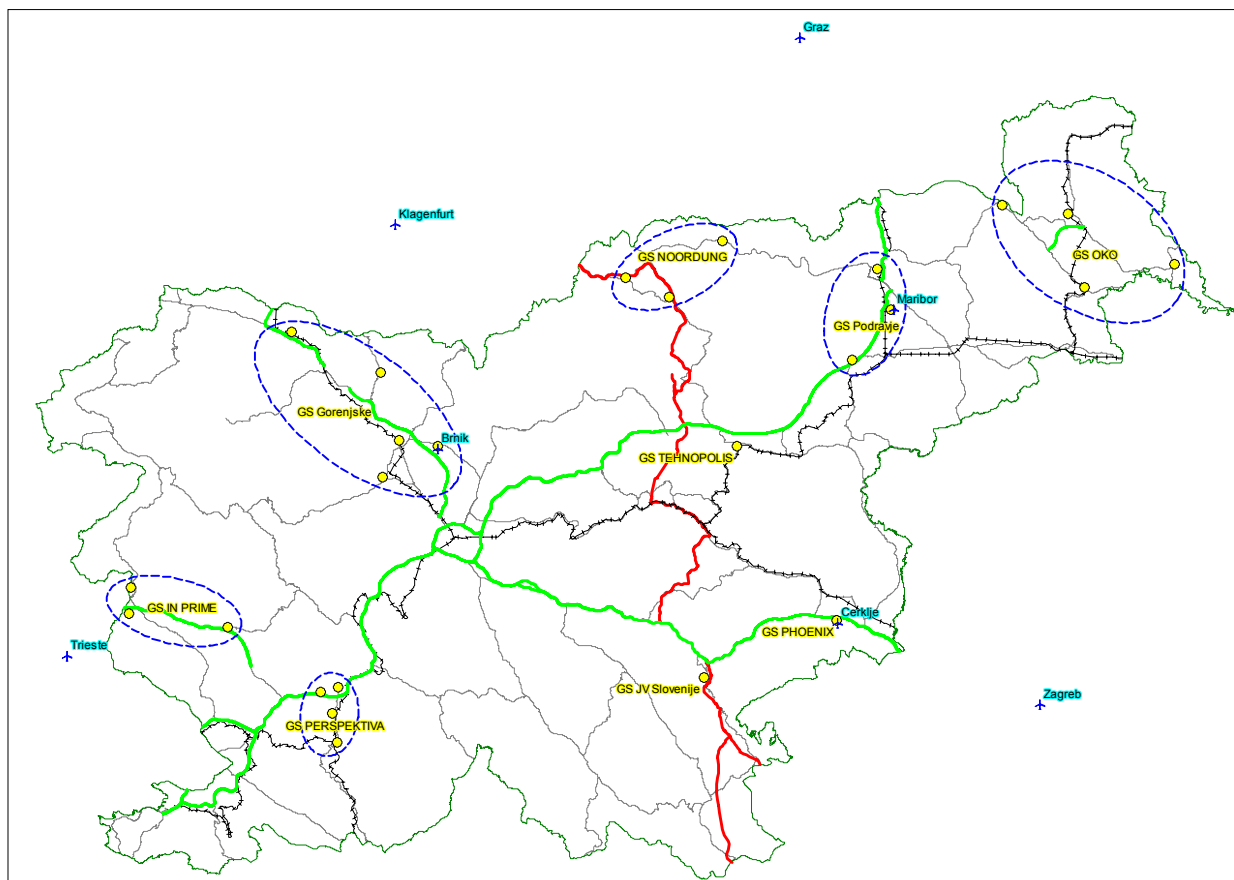 Graz
Klagenfurt
GS NOORDUNG
GS OKO
Maribor
GS Podravje
GS Gorenjske
Brnik
GS TEHNOPOLIS
GS IN PRIME
Cerklje
GS PHOENIX
Trieste
GS JV Slovenije
Zagreb
GS PERSPEKTIVA